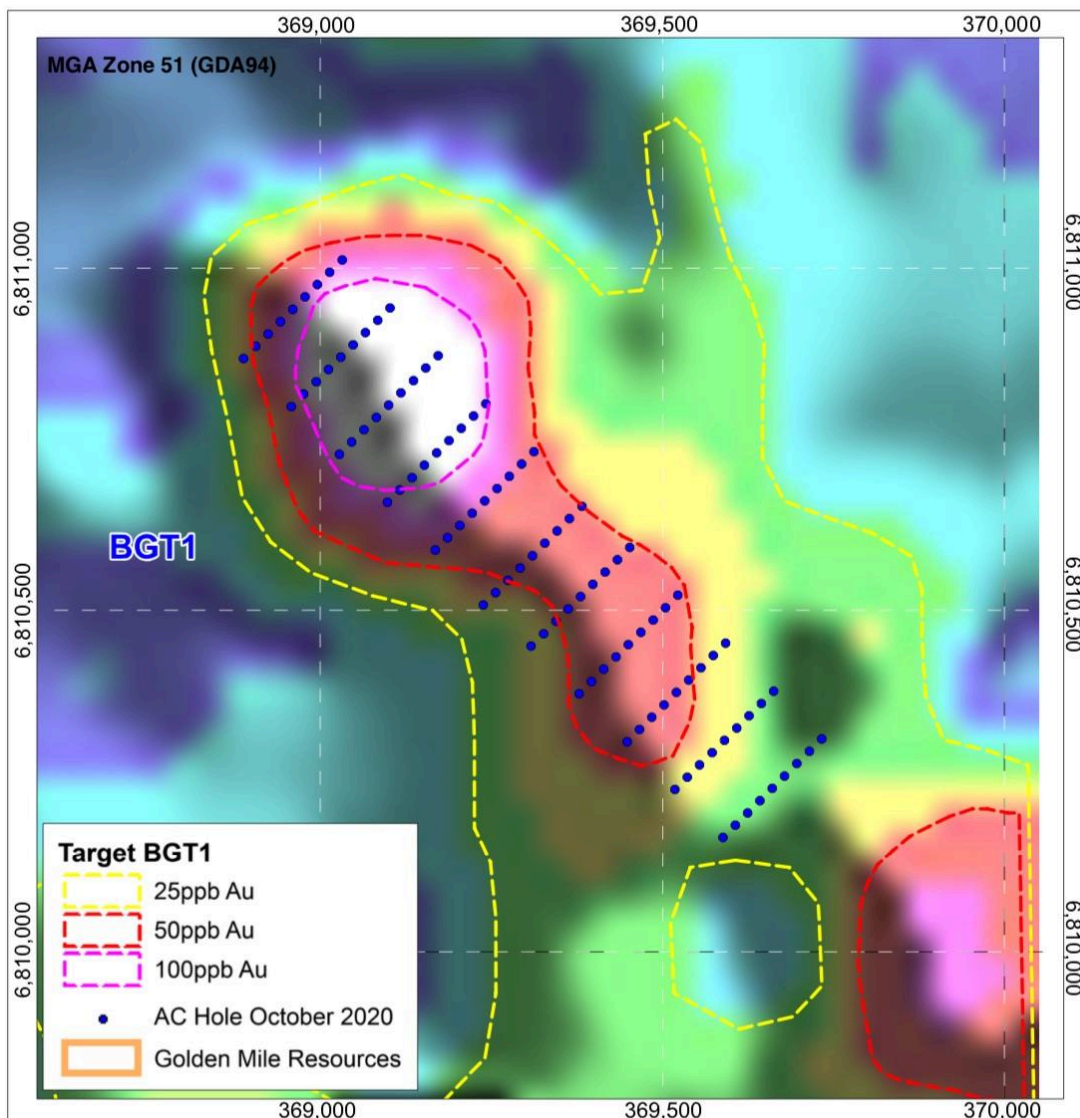 369,000 369,500 370,000
MGA Zone 51 (GDA94)
6,811,000 6,811,000
BGT1
6,810,500 6,810,500
Target BGT1
25ppb Au
50ppb Au
100ppb Au
AC Hole October 2020
Golden Mile Resources
6,810,000 6,810,000
369,000 369,500 370,000